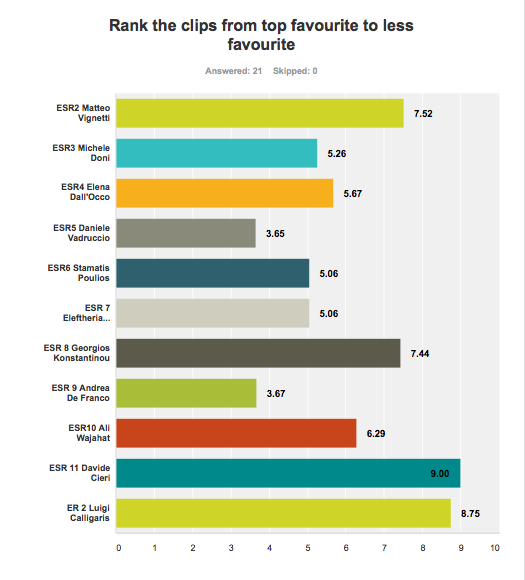 Rank the clips from top favourite to less
favourite
Answered: 21 Skipped: 0
ESR2 Matteo
Vignetti
7.52
ESR3 Michele
Doni
5.26
ESR4 Elena
Dall'Occo
5.67
ESR5 Daniele
Vadruccio
3.65
ESR6 Stamatis
Poulios
5.06
ESR 7
Eleftheria...
5.06
ESR 8 Georgios
Konstantinou
7.44
ESR 9 Andrea
De Franco
3.67
ESR10 Ali
Wajahat
6.29
ESR 11 Davide
Cieri
9.00
ER 2 Luigi
Calligaris
8.75
0 1 2 3 4 5 6 7 8 9 10